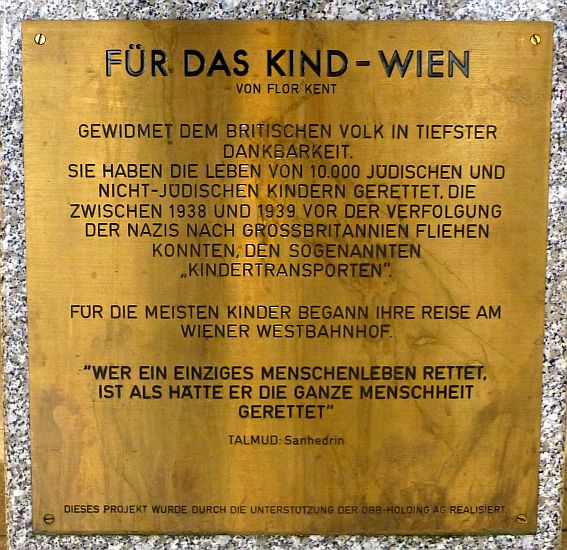 FÜR DAS KIND – WIEN
VON FLOR KENT
GEWIDMET DEM BRITISCHEN VOLK IN TIEFSTER
DANKBARKEIT.
SIE HABEN DIE LEBEN VON 10.000 JÜDISCHEN UND
NICHT-JÜDISCHEN KINDERN GERETTET, DIE
ZWISCHEN 1938 UND 1939 VOR DER VERFOLGUNG
DER NAZIS NACH GROSSBRITANNIEN FLIEHEN
KONNTEN, DEN SOGENANNTEN
„KINDERTRANSPORTEN”.
FÜR DIE MEISTEN KINDER BEGANN IHRE REISE AM
WIENER WESTBAHNHOF.
"WER EIN EINZIGES MENSCHENLEBEN RETTET,
IST ALS HÄTTE ER DIE GANZE MENSCHHEIT
GERETTET"
TALMUD: Sanhedrin
DIESES PROJEKT WURDE DURCH DIE UNTERSTÜTZUNG DER ÖBB-HOLDING AG REALISIERT.